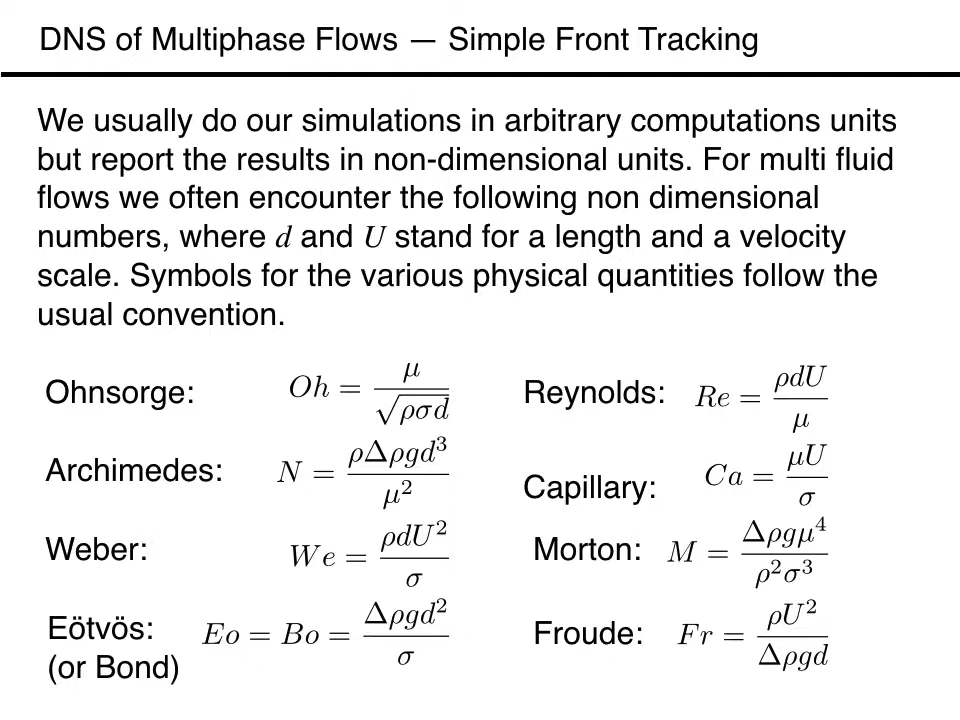 DNS of Multiphase Flows — Simple Front Tracking
We usually do our simulations in arbitrary computations units
but report the results in non-dimensional units. For multi fluid
flows we often encounter the following non dimensional
numbers, where d and U stand for a length and a velocity
scale. Symbols for the various physical quantities follow the
usual convention.
Ohnsorge: Oh = μ / √(ρσd)
Reynolds: Re = ρdU / μ
Archimedes: N = ρΔρgd³ / μ²
Capillary: Ca = μU / σ
Weber: We = ρdU² / σ
Morton: M = Δρgμ⁴ / ρ²σ³
Eötvös: Eo = Bo = Δρgd² / σ
(or Bond)
Froude: Fr = ρU² / Δρgd